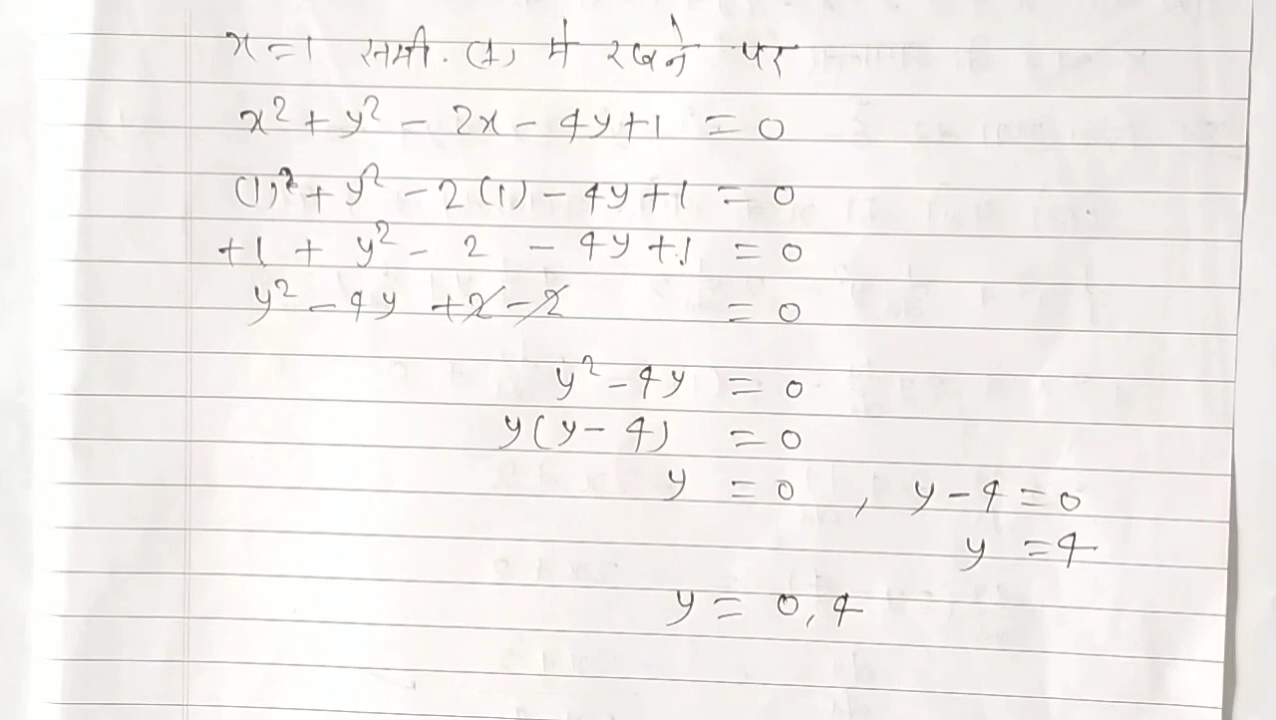 x = 1 समी. (1) में रखने पर
x² + y² - 2x - 4y + 1 = 0
(1)² + y² - 2(1) - 4y + 1 = 0
+1 + y² - 2 - 4y + 1 = 0
y² - 4y + 2 - 2 = 0
y² - 4y = 0
y(y - 4) = 0
y = 0 , y - 4 = 0
y = 4
y = 0, 4